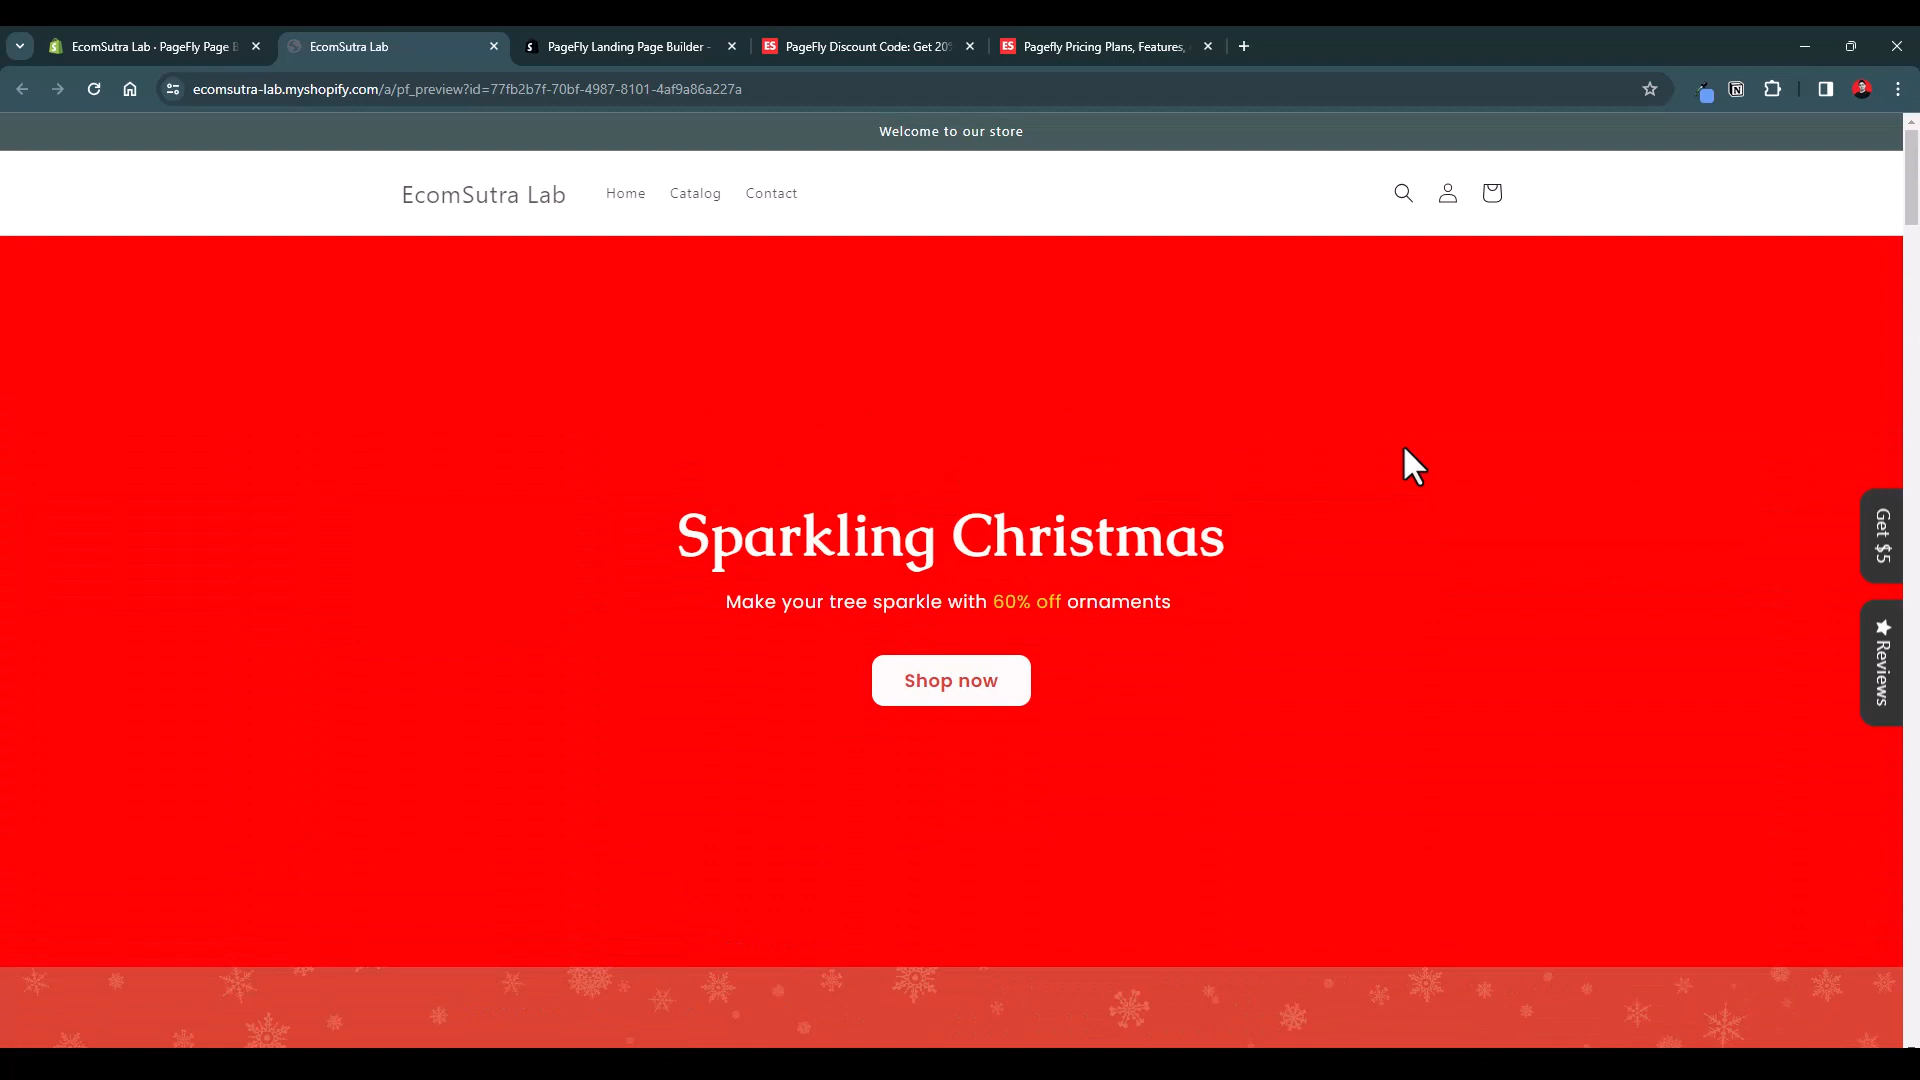 EcomSutra Lab · PageFly Page B
EcomSutra Lab
PageFly Landing Page Builder -
ES
PageFly Discount Code: Get 20%
ES
Pagefly Pricing Plans, Features,
ecomsutra-lab.myshopify.com/a/pf_preview?id=77fb2b7f-70bf-4987-8101-4af9a86a227a
Welcome to our store
EcomSutra Lab
Home
Catalog
Contact
Sparkling Christmas
Make your tree sparkle with 60% off ornaments
Shop now
Get $5
★ Reviews